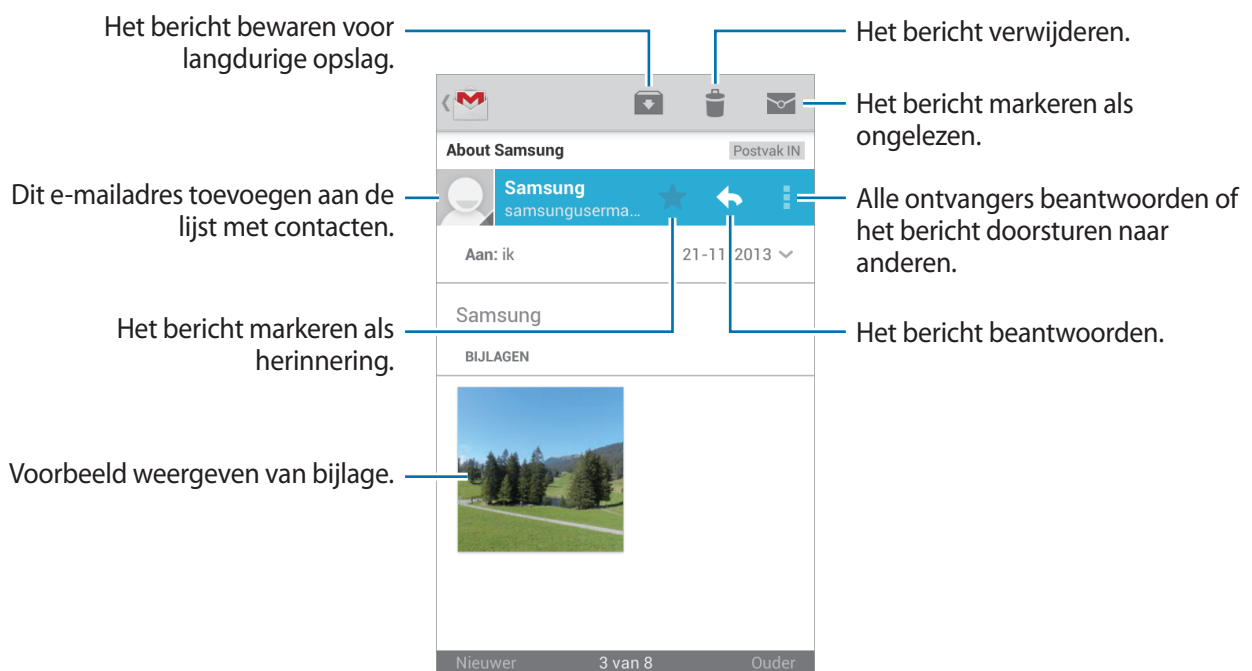 Het bericht bewaren voor
langdurige opslag.
Het bericht verwijderen.
Het bericht markeren als
ongelezen.
About Samsung
Postvak IN
Dit e-mailadres toevoegen aan de
lijst met contacten.
Samsung
samsunguserma...
Alle ontvangers beantwoorden of
het bericht doorsturen naar
anderen.
Aan: ik
21-11 2013
Het bericht markeren als
herinnering.
Samsung
Het bericht beantwoorden.
BIJLAGEN
Voorbeeld weergeven van bijlage.
Nieuwer
3 van 8
Ouder